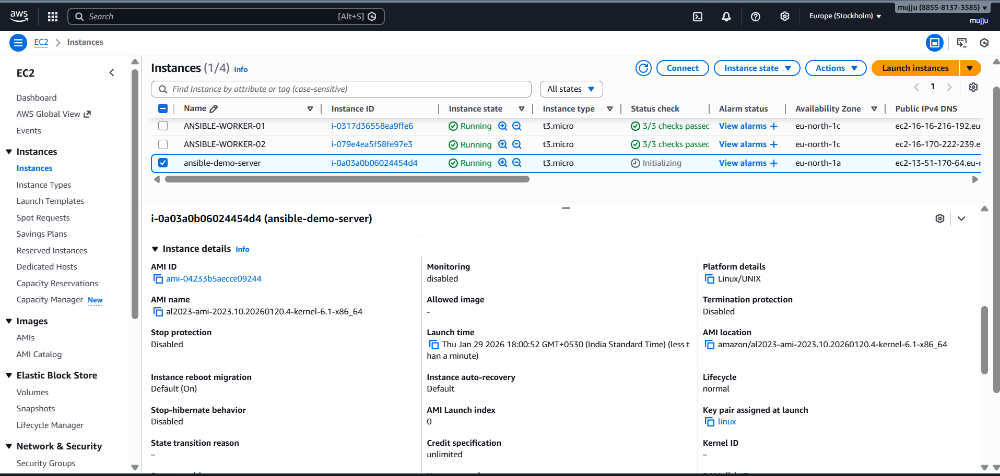 aws
Search
[Alt+S]
Europe (Stockholm)
mujju (8855-8137-3585)
mujju
EC2
Instances
EC2
Dashboard
AWS Global View
Events
Instances
Instances
Instance Types
Launch Templates
Spot Requests
Savings Plans
Reserved Instances
Dedicated Hosts
Capacity Reservations
Capacity Manager New
Images
AMIs
AMI Catalog
Elastic Block Store
Volumes
Snapshots
Lifecycle Manager
Network & Security
Security Groups
Instances (1/4) Info
Connect
Instance state
Actions
Launch instances
Find Instance by attribute or tag (case-sensitive)
All states
1
Name Instance ID Instance state Instance type Status check Alarm status Availability Zone Public IPv4 DNS
ANSIBLE-WORKER-01 i-0317d36558ea9ffe6 Running t3.micro 3/3 checks passec View alarms + eu-north-1c ec2-16-16-216-192.eu-
ANSIBLE-WORKER-02 i-079e4ea5f58fe97e3 Running t3.micro 3/3 checks passec View alarms + eu-north-1c ec2-16-170-222-239.e
ansible-demo-server i-0a03a0b06024454d4 Running t3.micro Initializing View alarms + eu-north-1a ec2-13-51-170-64.eu-r
i-0a03a0b06024454d4 (ansible-demo-server)
Instance details Info
AMI ID
ami-04233b5aecce09244
AMI name
al2023-ami-2023.10.20260120.4-kernel-6.1-x86_64
Stop protection
Disabled
Instance reboot migration
Default (On)
Stop-hibernate behavior
Disabled
State transition reason
–
Monitoring
disabled
Allowed image
-
Launch time
Thu Jan 29 2026 18:00:52 GMT+0530 (India Standard Time) (less t
han a minute)
Instance auto-recovery
Default
AMI Launch index
0
Credit specification
unlimited
Platform details
Linux/UNIX
Termination protection
Disabled
AMI location
amazon/al2023-ami-2023.10.20260120.4-kernel-6.1-x86_64
Lifecycle
normal
Key pair assigned at launch
linux
Kernel ID
–